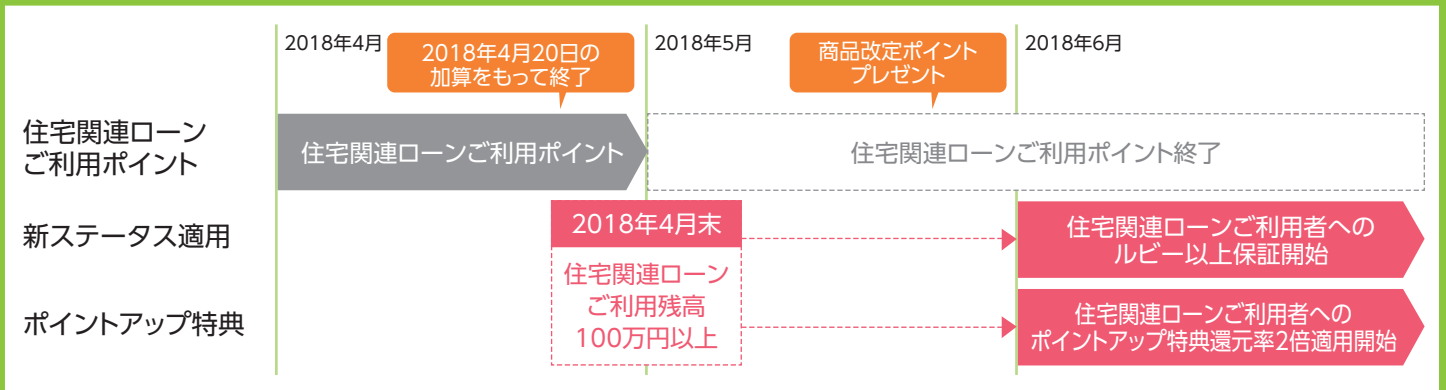 2018年4月
2018年4月20日の
加算をもって終了
2018年5月
商品改定ポイント
プレゼント
2018年6月
住宅関連ローン
ご利用ポイント
住宅関連ローンご利用ポイント
住宅関連ローンご利用ポイント終了
新ステータス適用
2018年4月末
住宅関連ローン
ご利用残高
100万円以上
住宅関連ローンご利用者への
ルビー以上保証開始
ポイントアップ特典
住宅関連ローンご利用者への
ポイントアップ特典還元率2倍適用開始